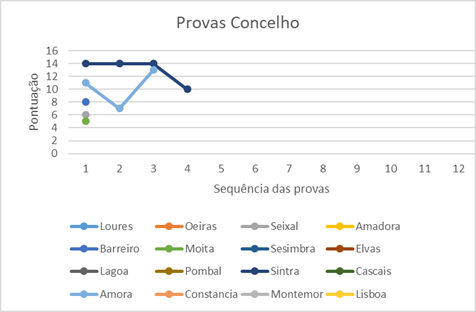 Provas Concelho
16
14
12
10
8
6
4
2
0
Pontuação
1 2 3 4 5 6 7 8 9 10 11 12
Sequência das provas
Loures Oeiras Seixal Amadora
Barreiro Moita Sesimbra Elvas
Lagoa Pombal Sintra Cascais
Amora Constancia Montemor Lisboa